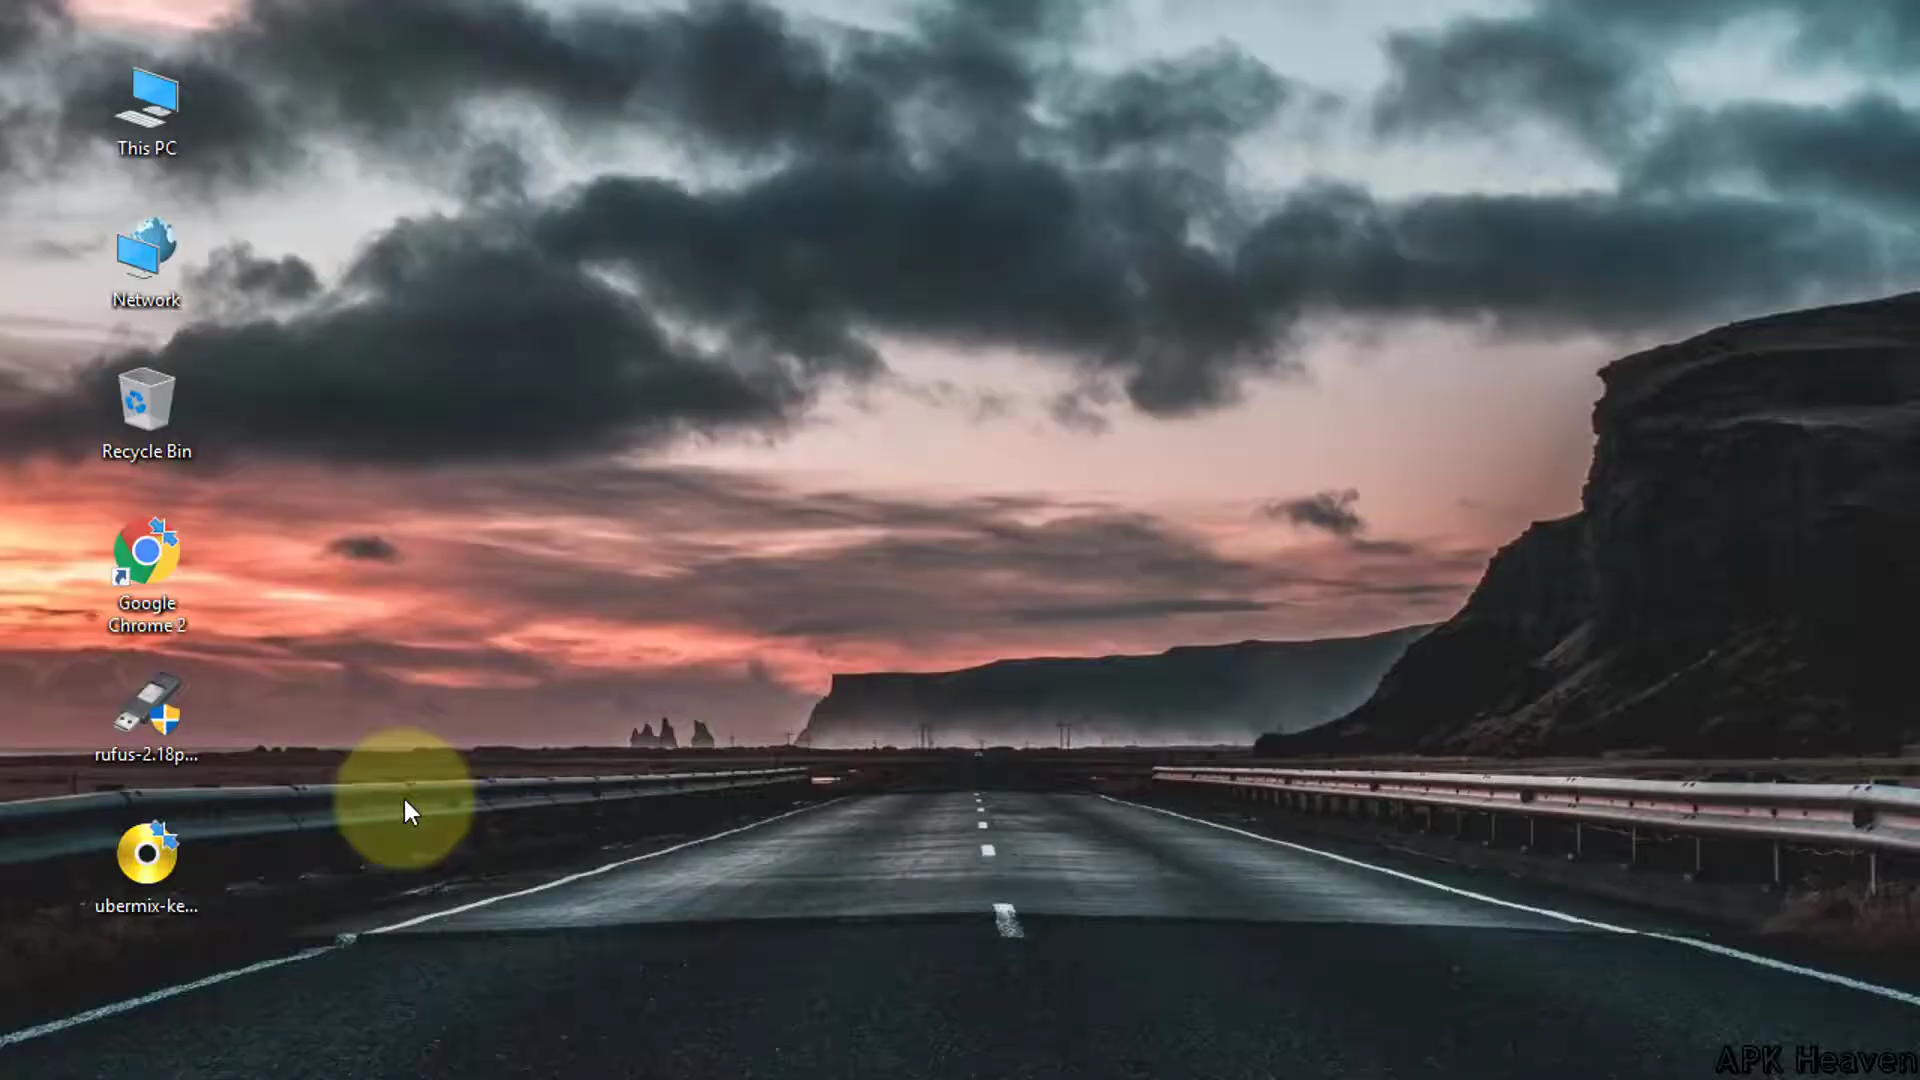 This PC
Network
Recycle Bin
Google
Chrome 2
rufus-2.18p...
ubermix-ke...
APK Heaven